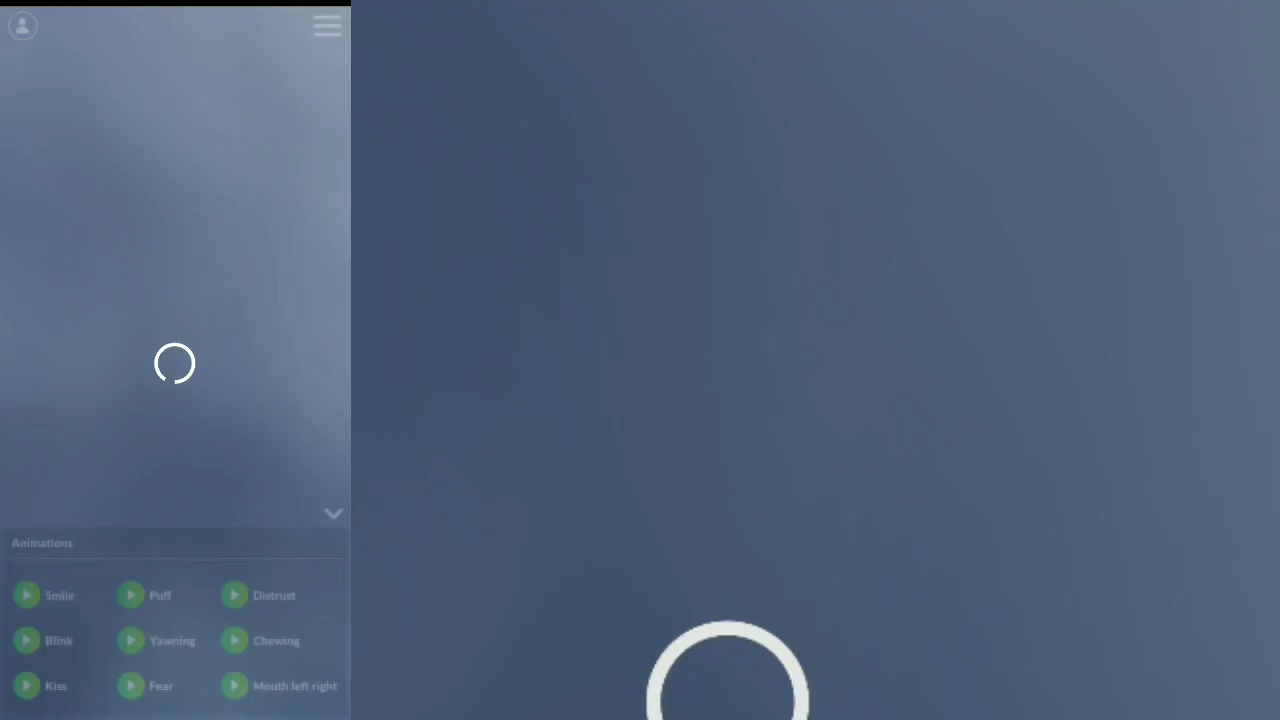 Animations
Smile Puff Distrust
Blink Yawning Chewing
Kiss Fear Mouth left right